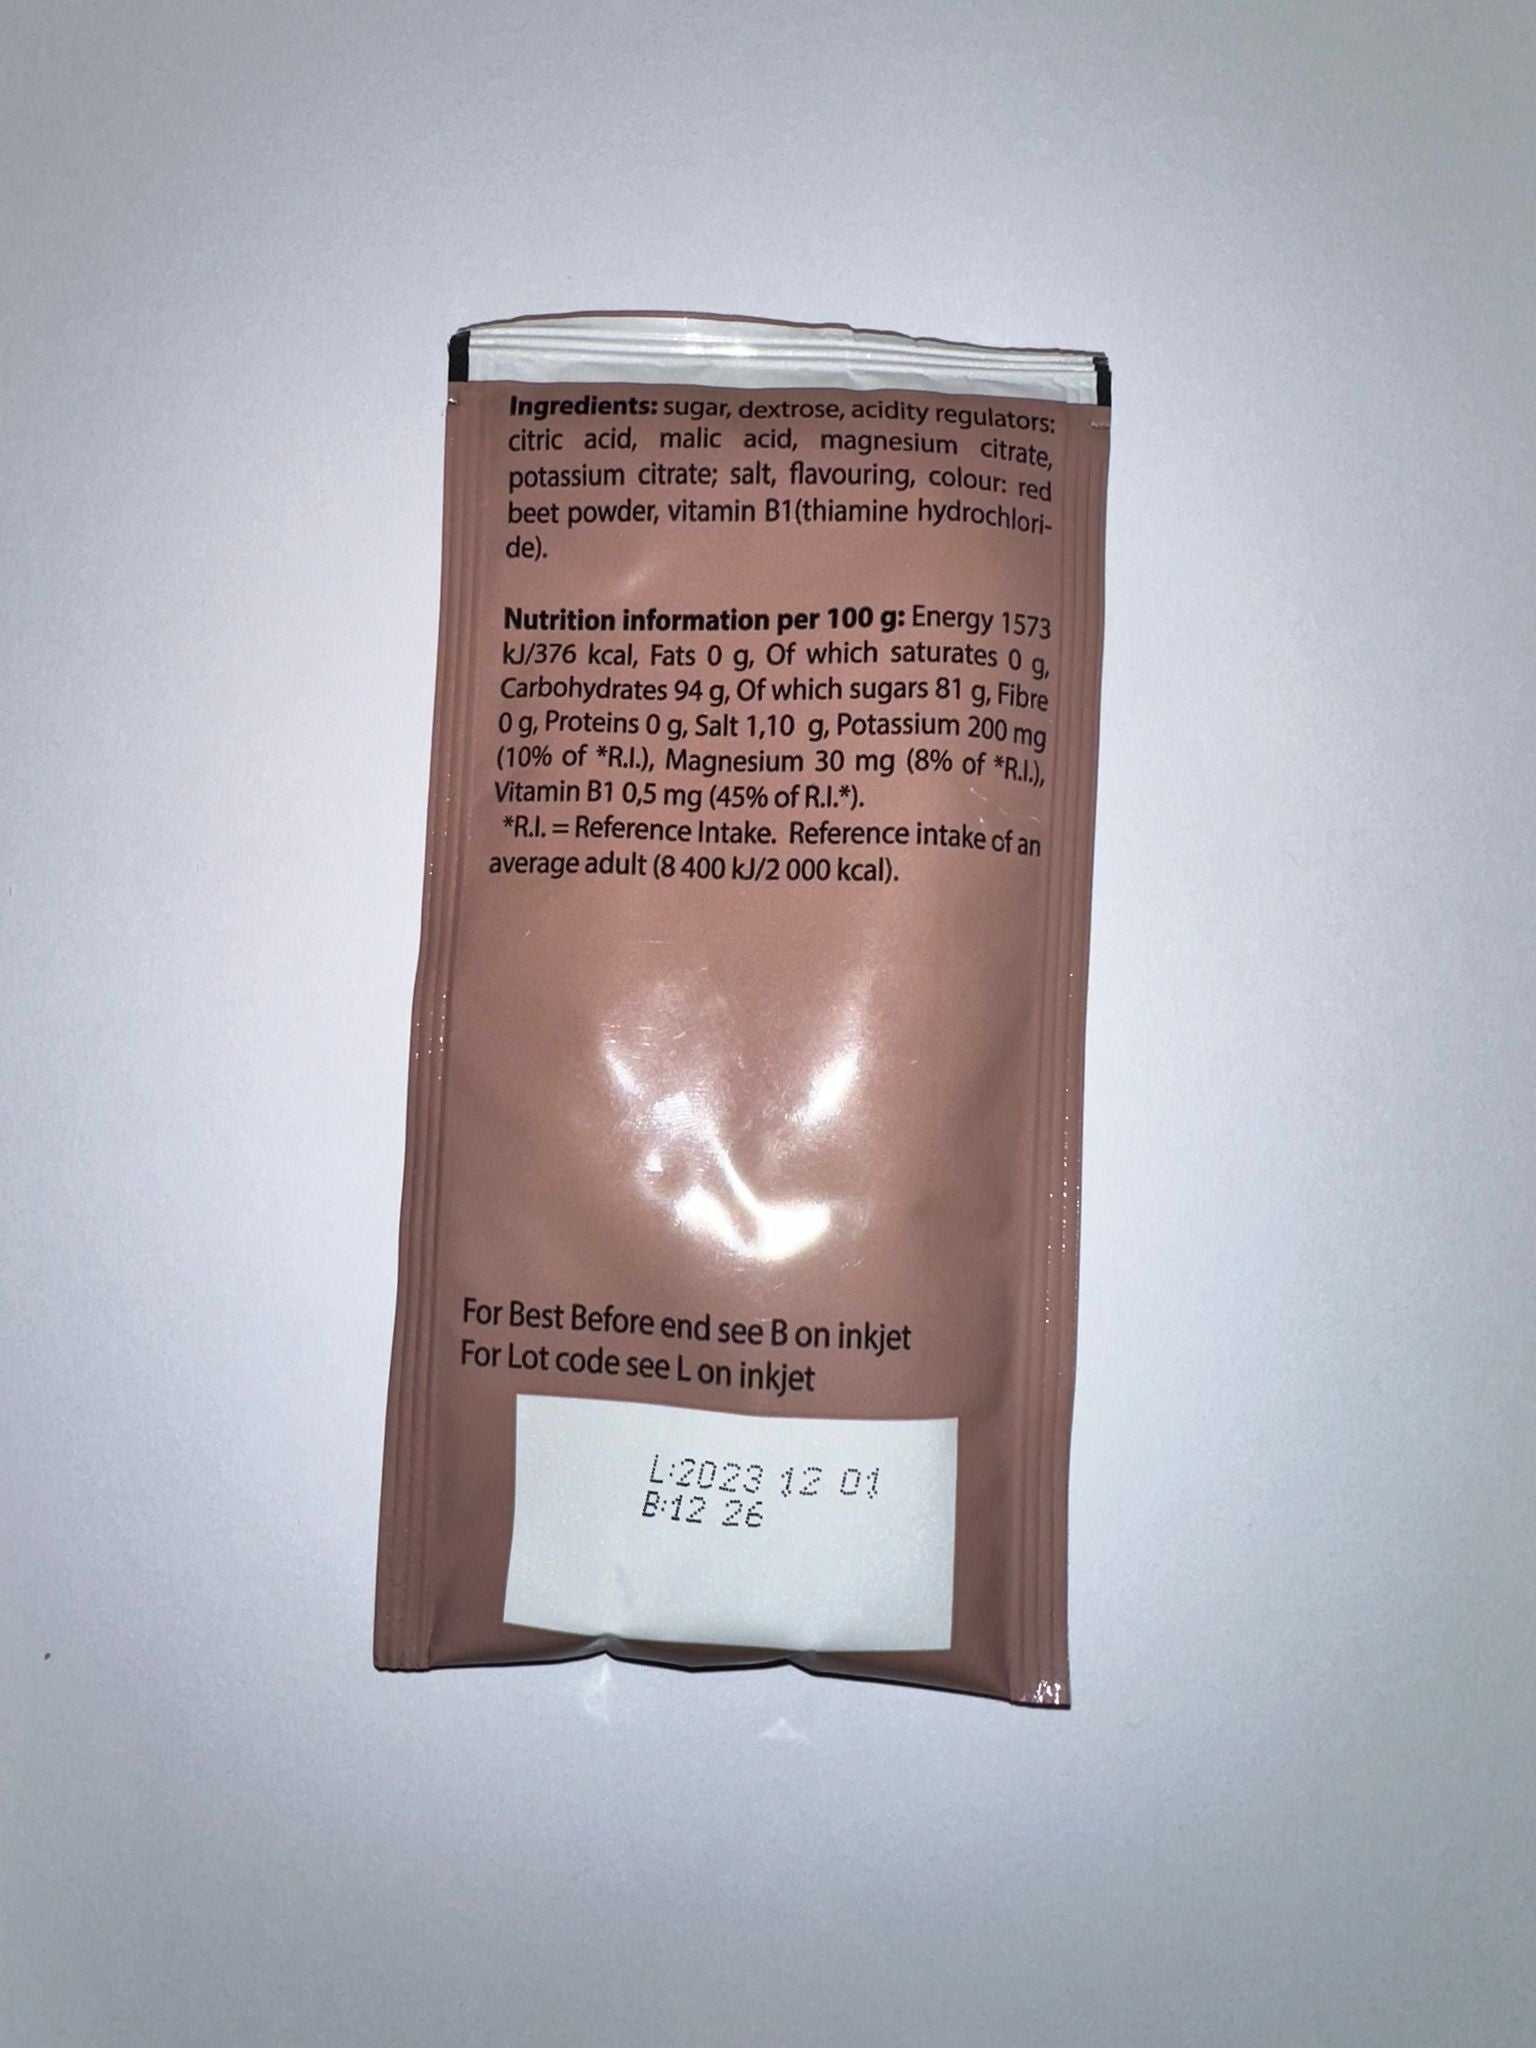 Ingredients: sugar, dextrose, acidity regulators:
citric acid, malic acid, magnesium citrate,
potassium citrate; salt, flavouring, colour: red
beet powder, vitamin B1(thiamine hydrochlori-
de).
Nutrition information per 100 g: Energy 1573
kJ/376 kcal, Fats 0 g, Of which saturates 0 g,
Carbohydrates 94 g, Of which sugars 81 g, Fibre
0 g, Proteins 0 g, Salt 1,10 g, Potassium 200 mg
(10% of *R.I.), Magnesium 30 mg (8% of *R.I.),
Vitamin B1 0,5 mg (45% of R.I.*).
*R.I. = Reference Intake. Reference intake of an
average adult (8 400 kJ/2 000 kcal).
For Best Before end see B on inkjet
For Lot code see L on inkjet
L:2023 12 01
B:12 26